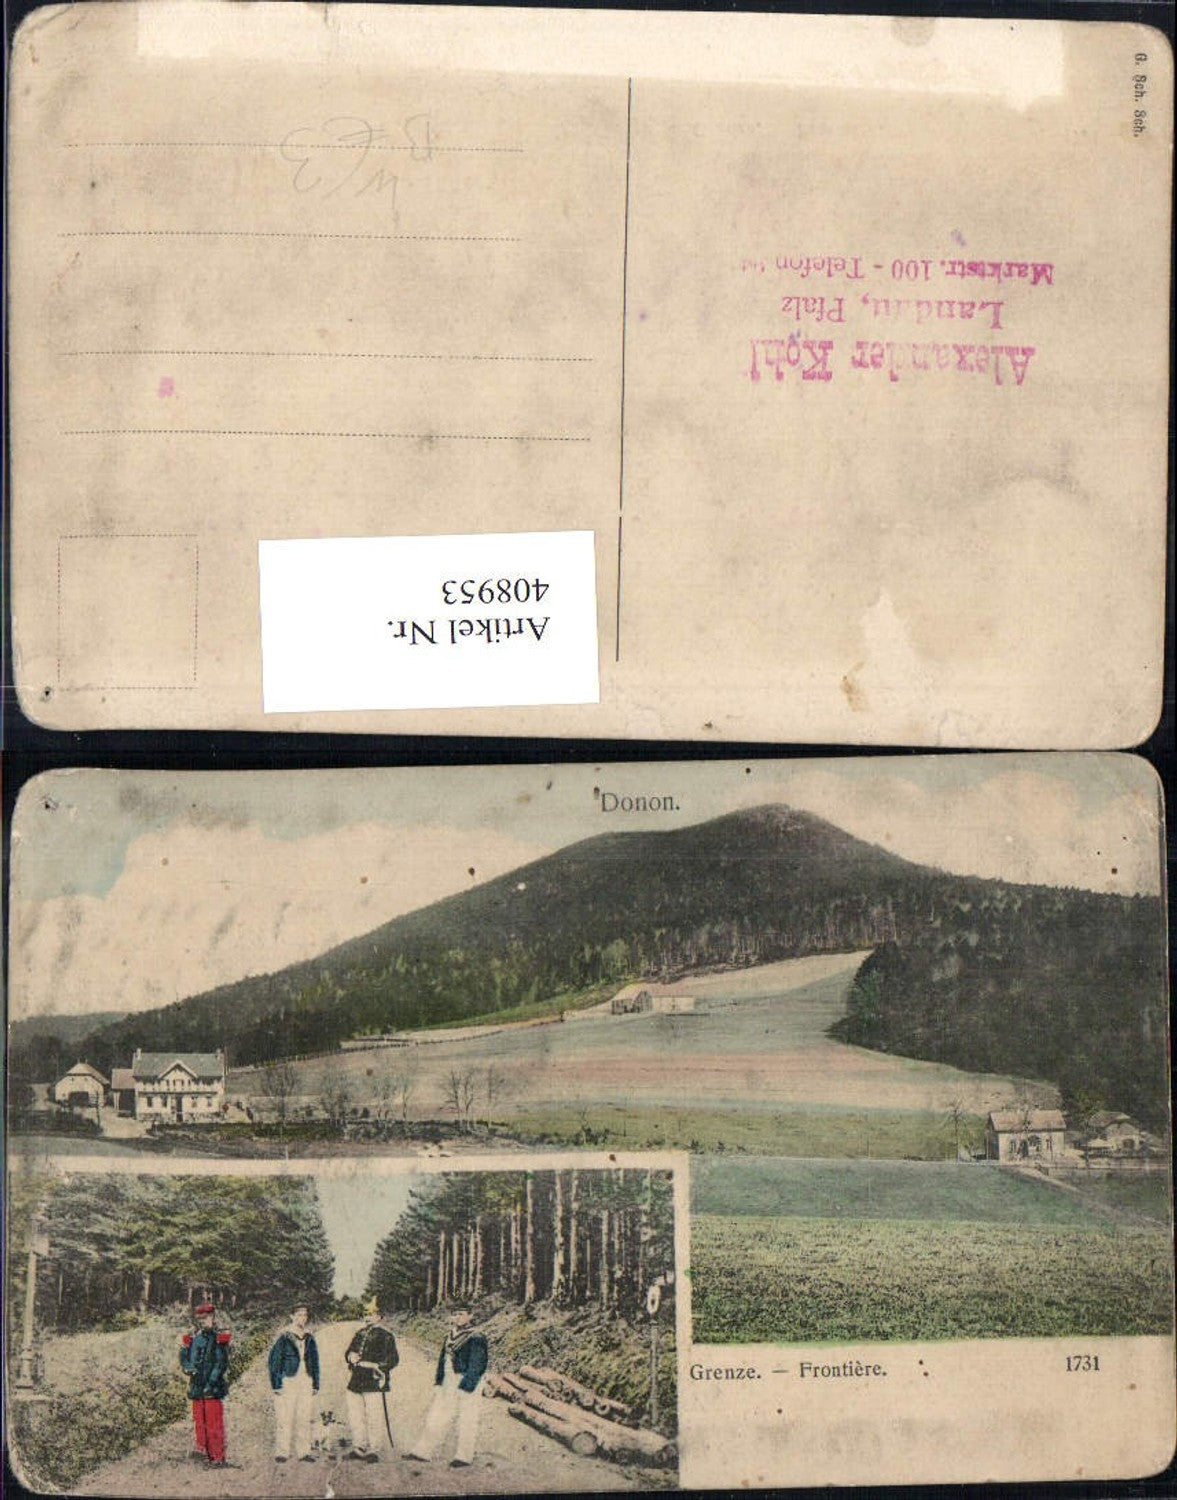 G. Sch. Sch.
Alexander Kohl
Landau, Pfalz
Marktstr. 100 - Telefon
Artikel Nr.
408953
Donon.
Grenze. — Frontière.
1731